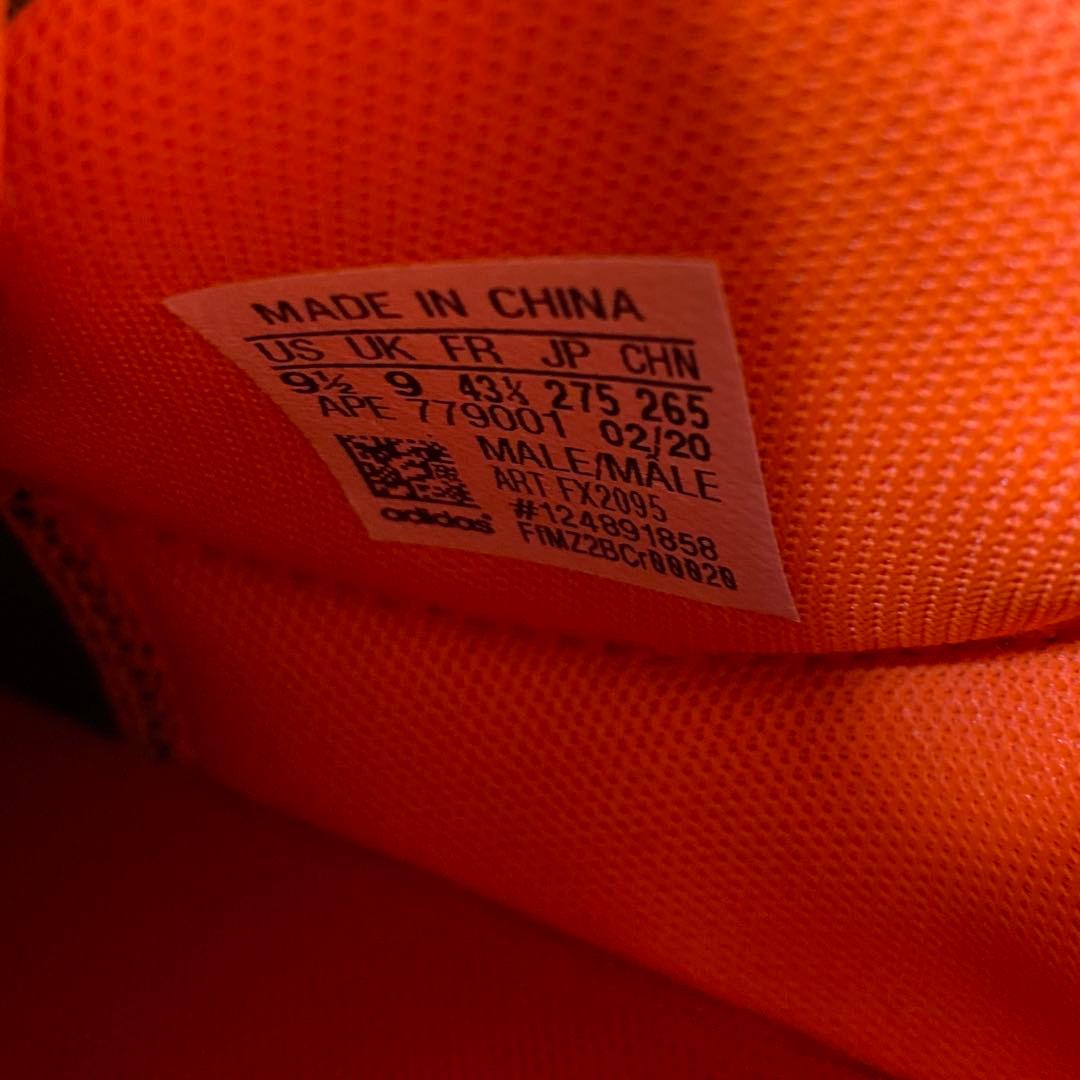 MADE IN CHINA
US UK FR JP CHN
9½ 9 43⅓ 275 265
APE 779001 02/20
MALE/MÂLE
ART FX2095
#124891858
FfMZ2BCr00020
adidas